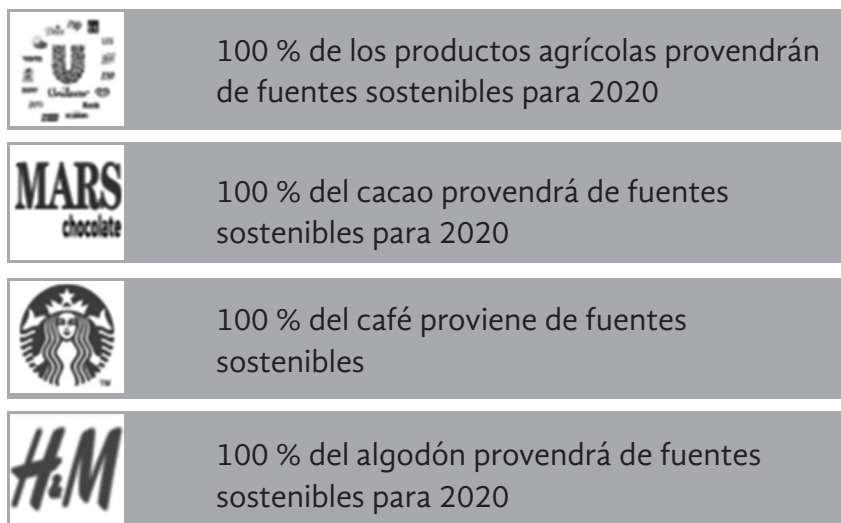 Unilever
100 % de los productos agrícolas provendrán
de fuentes sostenibles para 2020
MARS
chocolate
100 % del cacao provendrá de fuentes
sostenibles para 2020
TM
100 % del café proviene de fuentes
sostenibles
H&M
100 % del algodón provendrá de fuentes
sostenibles para 2020